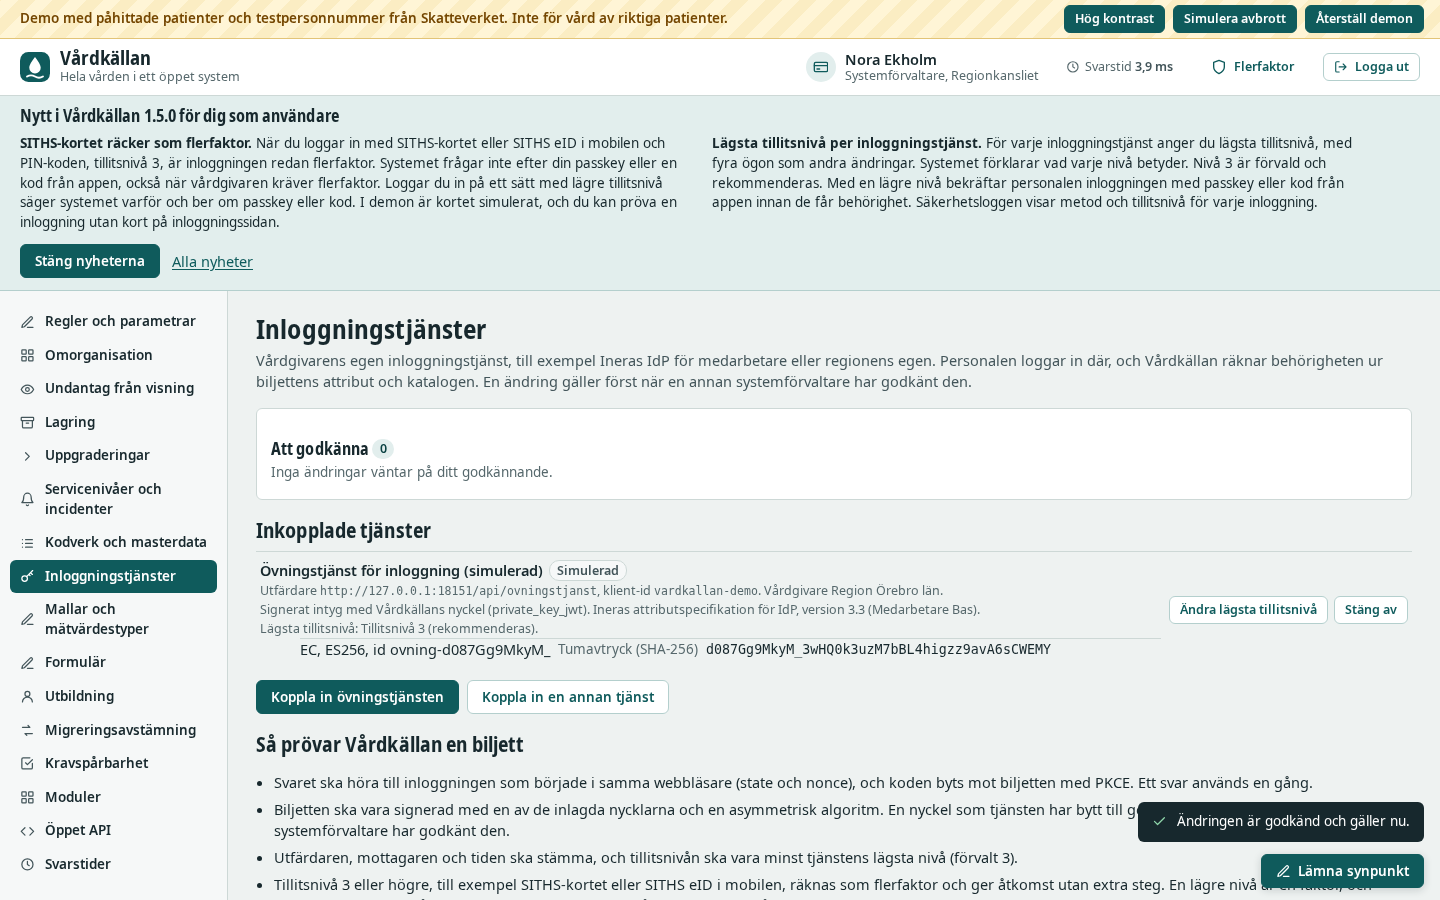 Demo med påhittade patienter och testpersonnummer från Skatteverket. Inte för vård av riktiga patienter.
Hög kontrast
Simulera avbrott
Återställ demon
Vårdkällan
Hela vården i ett öppet system
Nora Ekholm
Systemförvaltare, Regionkansliet
Svarstid 3,9 ms
Flerfaktor
Logga ut
Nytt i Vårdkällan 1.5.0 för dig som användare
SITHS-kortet räcker som flerfaktor. När du loggar in med SITHS-kortet eller SITHS eID i mobilen och
PIN-koden, tillitsnivå 3, är inloggningen redan flerfaktor. Systemet frågar inte efter din passkey eller en
kod från appen, också när vårdgivaren kräver flerfaktor. Loggar du in på ett sätt med lägre tillitsnivå
säger systemet varför och ber om passkey eller kod. I demon är kortet simulerat, och du kan pröva en
inloggning utan kort på inloggningssidan.
Lägsta tillitsnivå per inloggningstjänst. För varje inloggningstjänst anger du lägsta tillitsnivå, med
fyra ögon som andra ändringar. Systemet förklarar vad varje nivå betyder. Nivå 3 är förvald och
rekommenderas. Med en lägre nivå bekräftar personalen inloggningen med passkey eller kod från
appen innan de får behörighet. Säkerhetsloggen visar metod och tillitsnivå för varje inloggning.
Stäng nyheterna
Alla nyheter
Regler och parametrar
Omorganisation
Undantag från visning
Lagring
Uppgraderingar
Servicenivåer och
incidenter
Kodverk och masterdata
Inloggningstjänster
Mallar och
mätvärdestyper
Formulär
Utbildning
Migreringsavstämning
Kravspårbarhet
Moduler
Öppet API
Svarstider
Inloggningstjänster
Vårdgivarens egen inloggningstjänst, till exempel Ineras IdP för medarbetare eller regionens egen. Personalen loggar in där, och Vårdkällan räknar behörigheten ur
biljettens attribut och katalogen. En ändring gäller först när en annan systemförvaltare har godkänt den.
Att godkänna 0
Inga ändringar väntar på ditt godkännande.
Inkopplade tjänster
Övningstjänst för inloggning (simulerad) Simulerad
Utfärdare http://127.0.0.1:18151/api/ovningstjanst, klient-id vardkallan-demo. Vårdgivare Region Örebro län.
Signerat intyg med Vårdkällans nyckel (private_key_jwt). Ineras attributspecifikation för IdP, version 3.3 (Medarbetare Bas).
Lägsta tillitsnivå: Tillitsnivå 3 (rekommenderas).
EC, ES256, id ovning-d087Gg9MkyM_ Tumavtryck (SHA-256) d087Gg9MkyM_3wHQ0k3uzM7bBL4higzz9avA6sCWEMY
Ändra lägsta tillitsnivå
Stäng av
Koppla in övningstjänsten
Koppla in en annan tjänst
Så prövar Vårdkällan en biljett
Svaret ska höra till inloggningen som började i samma webbläsare (state och nonce), och koden byts mot biljetten med PKCE. Ett svar används en gång.
Biljetten ska vara signerad med en av de inlagda nycklarna och en asymmetrisk algoritm. En nyckel som tjänsten har bytt till
systemförvaltare har godkänt den.
Utfärdaren, mottagaren och tiden ska stämma, och tillitsnivån ska vara minst tjänstens lägsta nivå (förvalt 3).
Tillitsnivå 3 eller högre, till exempel SITHS-kortet eller SITHS eID i mobilen, räknas som flerfaktor och ger åtkomst utan extra steg. En lägre nivå
Ändringen är godkänd och gäller nu.
Lämna synpunkt